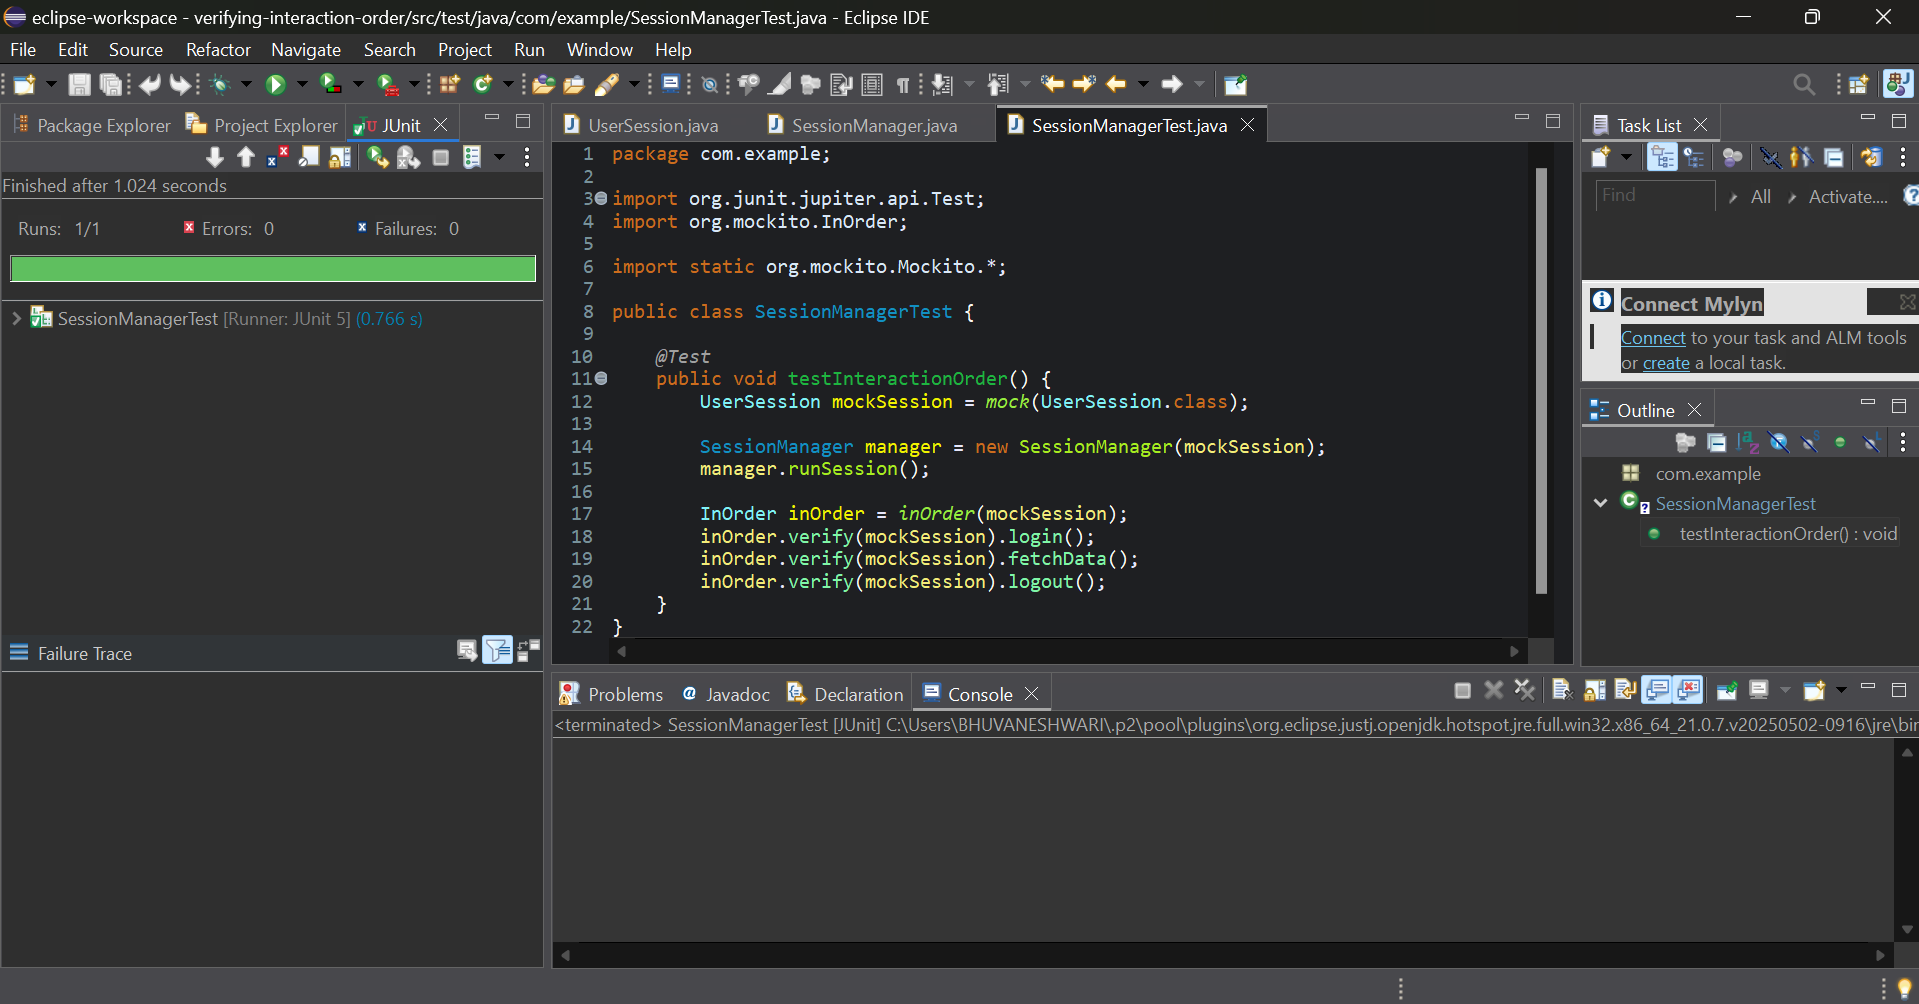 eclipse-workspace - verifying-interaction-order/src/test/java/com/example/SessionManagerTest.java - Eclipse IDE
File Edit Source Refactor Navigate Search Project Run Window Help
Package Explorer Project Explorer JUnit
Finished after 1.024 seconds
Runs: 1/1 Errors: 0 Failures: 0
SessionManagerTest [Runner: JUnit 5] (0.766 s)
Failure Trace
UserSession.java SessionManager.java SessionManagerTest.java
1 package com.example;
2
3 import org.junit.jupiter.api.Test;
4 import org.mockito.InOrder;
5
6 import static org.mockito.Mockito.*;
7
8 public class SessionManagerTest {
9
10 @Test
11 public void testInteractionOrder() {
12 UserSession mockSession = mock(UserSession.class);
13
14 SessionManager manager = new SessionManager(mockSession);
15 manager.runSession();
16
17 InOrder inOrder = inOrder(mockSession);
18 inOrder.verify(mockSession).login();
19 inOrder.verify(mockSession).fetchData();
20 inOrder.verify(mockSession).logout();
21 }
22 }
Problems Javadoc Declaration Console
<terminated> SessionManagerTest [JUnit] C:\Users\BHUVANESHWARI\.p2\pool\plugins\org.eclipse.justj.openjdk.hotspot.jre.full.win32.x86_64_21.0.7.v20250502-0916\jre\bin
Task List
Find All Activate....
Connect Mylyn
Connect to your task and ALM tools
or create a local task.
Outline
com.example
SessionManagerTest
testInteractionOrder() : void